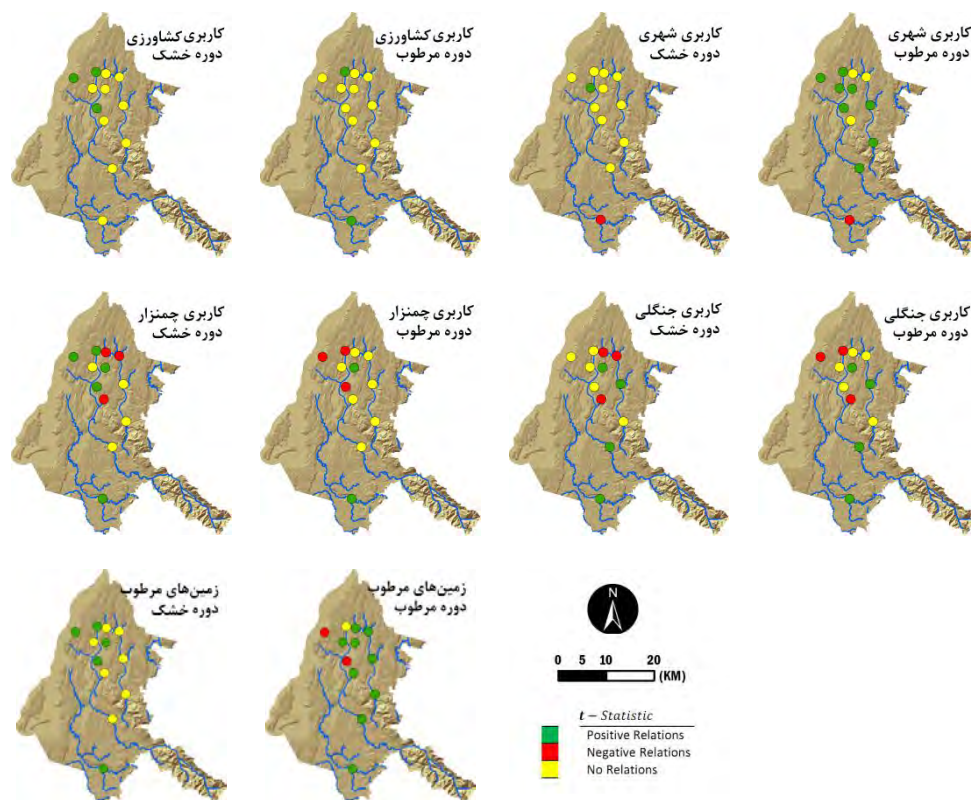 کاربری کشاورزی
دوره خشک
کاربری کشاورزی
دوره مرطوب
کاربری شهری
دوره خشک
کاربری شهری
دوره مرطوب
کاربری چمنزار
دوره خشک
کاربری چمنزار
دوره مرطوب
کاربری جنگلی
دوره خشک
کاربری جنگلی
دوره مرطوب
زمین‌های مرطوب
دوره خشک
زمین‌های مرطوب
دوره مرطوب
N
0 5 10 20
(KM)
t – Statistic
Positive Relations
Negative Relations
No Relations